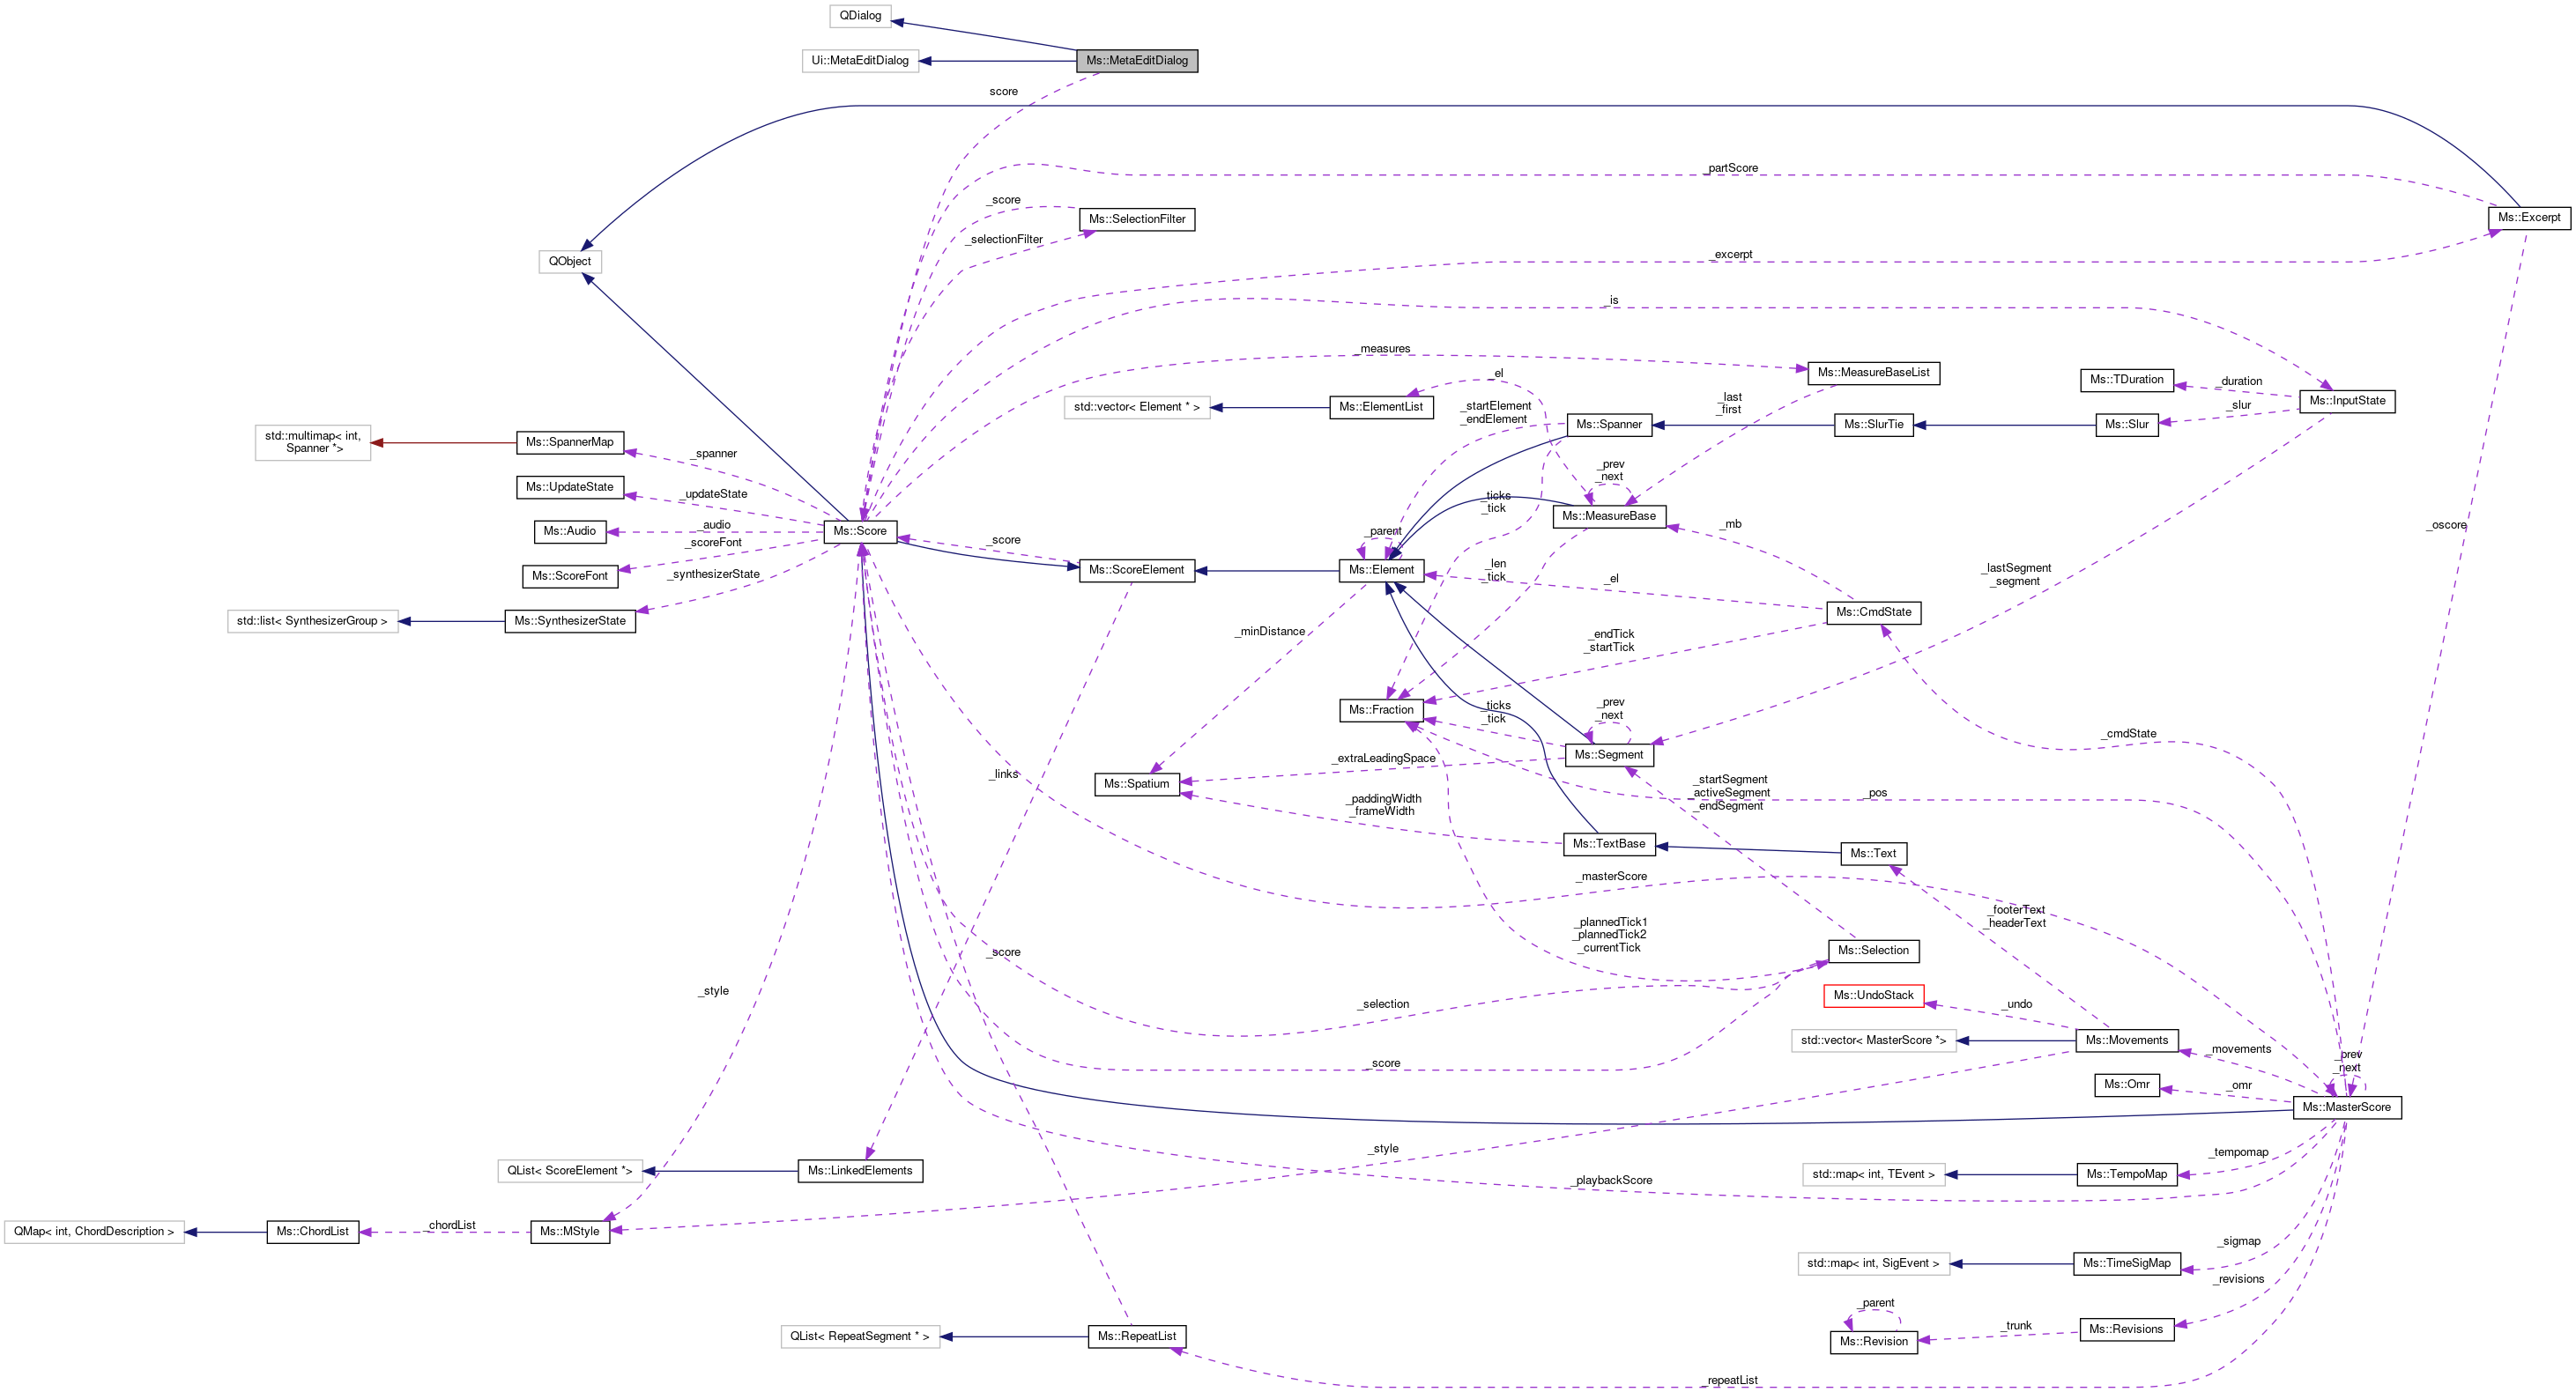 QDialog
Ui::MetaEditDialog
Ms::MetaEditDialog
score
_partScore
_score
Ms::SelectionFilter
Ms::Excerpt
_selectionFilter
QObject
_excerpt
_is
_measures
Ms::MeasureBaseList
_el
Ms::TDuration
_duration
Ms::InputState
std::vector< Element * >
Ms::ElementList
_last
_first
_slur
_startElement
_endElement
Ms::Spanner
Ms::SlurTie
Ms::Slur
std::multimap< int,
Spanner *>
Ms::SpannerMap
_spanner
_prev
_next
Ms::UpdateState
_updateState
_ticks
_tick
Ms::MeasureBase
_mb
_oscore
Ms::Audio
_audio
Ms::Score
_parent
_scoreFont
_score
Ms::ScoreFont
Ms::ScoreElement
Ms::Element
_len
_tick
_el
_lastSegment
_segment
_synthesizerState
std::list< SynthesizerGroup >
Ms::SynthesizerState
Ms::CmdState
_minDistance
_endTick
_startTick
Ms::Fraction
_ticks
_tick
_prev
_next
_cmdState
Ms::Segment
_links
_extraLeadingSpace
Ms::Spatium
_startSegment
_activeSegment
_endSegment
_pos
_paddingWidth
_frameWidth
Ms::TextBase
Ms::Text
_masterScore
_footerText
_headerText
_plannedTick1
_plannedTick2
_currentTick
Ms::Selection
_score
_style
_selection
Ms::UndoStack
_undo
std::vector< MasterScore *>
Ms::Movements
_movements
_prev
_next
_score
Ms::Omr
_omr
Ms::MasterScore
_style
_tempomap
QList< ScoreElement *>
Ms::LinkedElements
std::map< int, TEvent >
Ms::TempoMap
_playbackScore
QMap< int, ChordDescription >
Ms::ChordList
_chordList
Ms::MStyle
_sigmap
std::map< int, SigEvent >
Ms::TimeSigMap
_revisions
_parent
QList< RepeatSegment * >
Ms::RepeatList
Ms::Revision
_trunk
Ms::Revisions
_repeatList